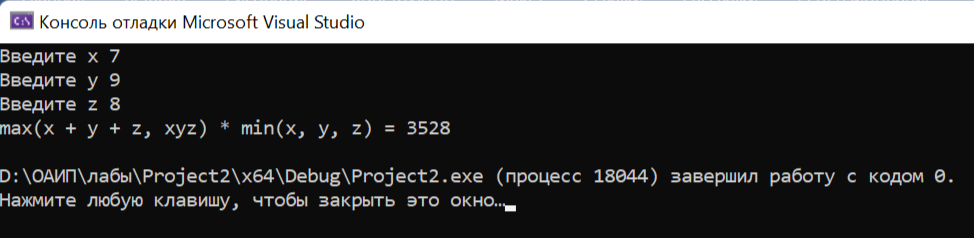 Консоль отладки Microsoft Visual Studio
Введите x 7
Введите y 9
Введите z 8
max(x + y + z, xyz) * min(x, y, z) = 3528
D:\ОАИП\лабы\Project2\x64\Debug\Project2.exe (процесс 18044) завершил работу с кодом 0.
Нажмите любую клавишу, чтобы закрыть это окно…